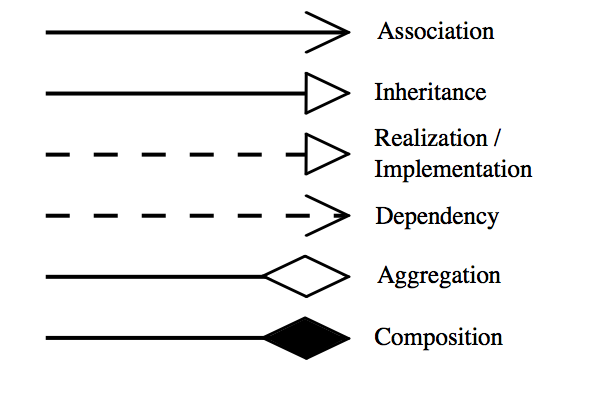 Association
Inheritance
Realization /
Implementation
Dependency
Aggregation
Composition